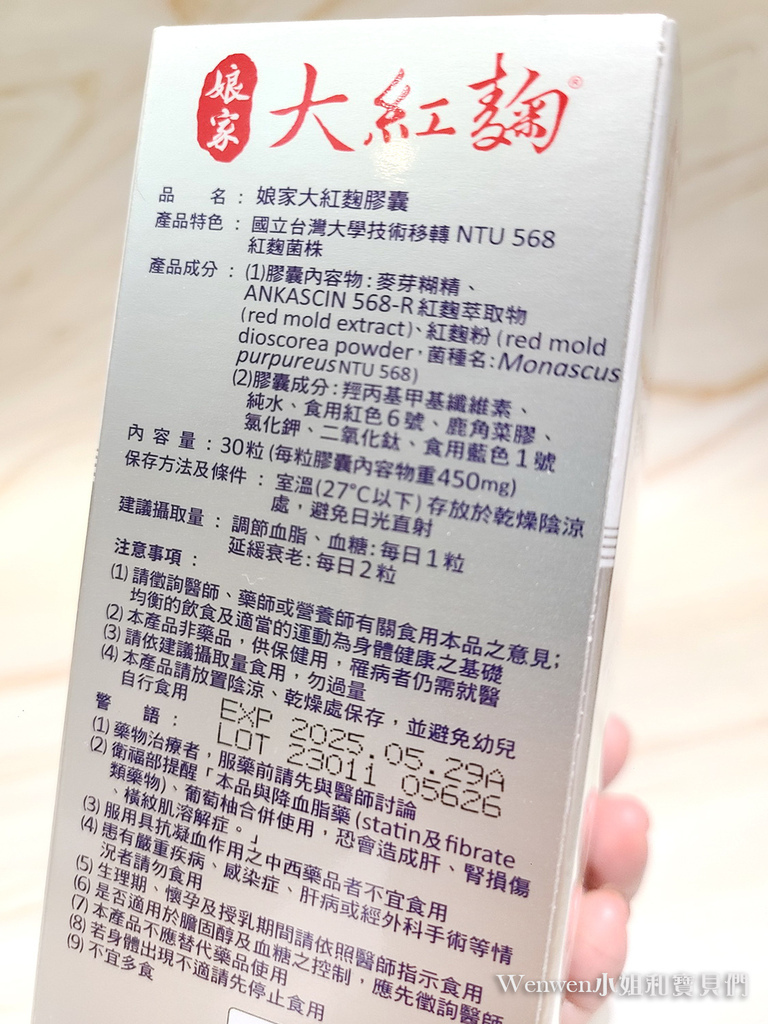 娘家 大紅麴®
品 名：娘家大紅麴膠囊
產品特色：國立台灣大學技術移轉 NTU 568
紅麴菌株
產品成分：(1)膠囊內容物：麥芽糊精、
ANKASCIN 568-R 紅麴萃取物
(red mold extract)、紅麴粉 (red mold
dioscorea powder，菌種名：Monascus
purpureus NTU 568)
(2)膠囊成分：羥丙基甲基纖維素、
純水、食用紅色6號、鹿角菜膠、
氯化鉀、二氧化鈦、食用藍色1號
內容量：30粒 (每粒膠囊內容物重450mg)
保存方法及條件：室溫(27°C以下) 存放於乾燥陰涼
處，避免日光直射
建議攝取量：調節血脂、血糖：每日1粒
延緩衰老：每日2粒
注意事項：
(1) 請徵詢醫師、藥師或營養師有關食用本品之意見；
均衡的飲食及適當的運動為身體健康之基礎
(2) 本產品非藥品，供保健用，罹病者仍需就醫
(3) 請依建議攝取量食用，勿過量
(4) 本產品請放置陰涼、乾燥處保存，並避免幼兒
自行食用
EXP 2025.05.29A
LOT 23011 05626
警 語：
(1) 藥物治療者，服藥前請先與醫師討論
(2) 衛福部提醒「本品與降血脂藥 (statin及fibrate
類藥物)、葡萄柚合併使用，恐會造成肝、腎損傷
、橫紋肌溶解症。」
(3) 服用具抗凝血作用之中西藥品者不宜食用
(4) 患有嚴重疾病、感染症、肝病或經外科手術等情
況者請勿食用
(5) 生理期、懷孕及授乳期間請依照醫師指示食用
(6) 是否適用於膽固醇及血糖之控制，應先徵詢醫師
(7) 本產品不應替代藥品使用
(8) 若身體出現不適請先停止食用
(9) 不宜多食
Wenwen小姐和寶貝們